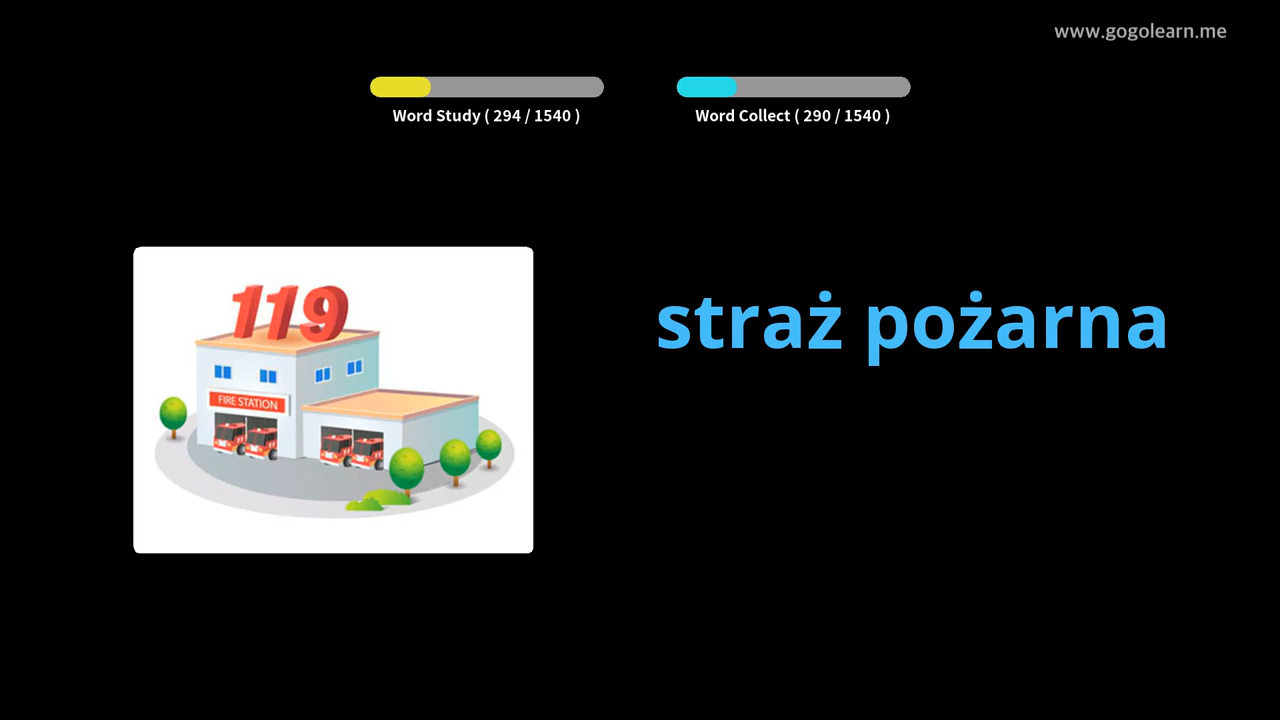 www.gogolearn.me
Word Study ( 294 / 1540 )
Word Collect ( 290 / 1540 )
119
FIRE STATION
straż pożarna